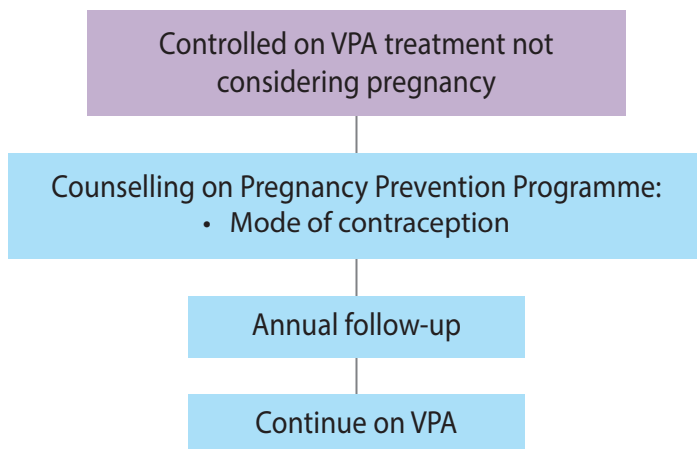 Controlled on VPA treatment not
considering pregnancy
Counselling on Pregnancy Prevention Programme:
• Mode of contraception
Annual follow-up
Continue on VPA